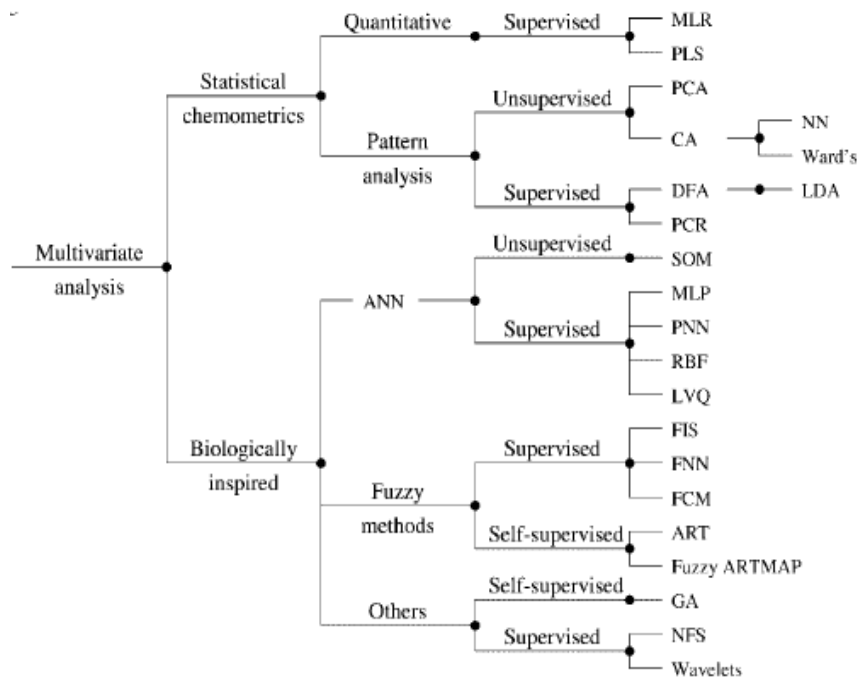 Quantitative
Supervised
MLR
PLS
Statistical
chemometrics
Unsupervised
PCA
CA
NN
Ward's
Pattern
analysis
Supervised
DFA
LDA
PCR
Multivariate
analysis
Unsupervised
SOM
ANN
MLP
Supervised
PNN
RBF
LVQ
Biologically
inspired
FIS
Supervised
FNN
FCM
Fuzzy
methods
Self-supervised
ART
Fuzzy ARTMAP
Self-supervised
GA
Others
Supervised
NFS
Wavelets